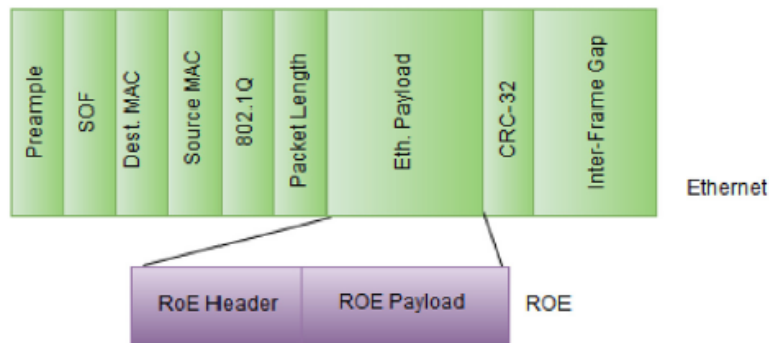 Preample
SOF
Dest. MAC
Source MAC
802.1Q
Packet Length
Eth. Payload
CRC-32
Inter-Frame Gap
Ethernet
RoE Header
ROE Payload
ROE